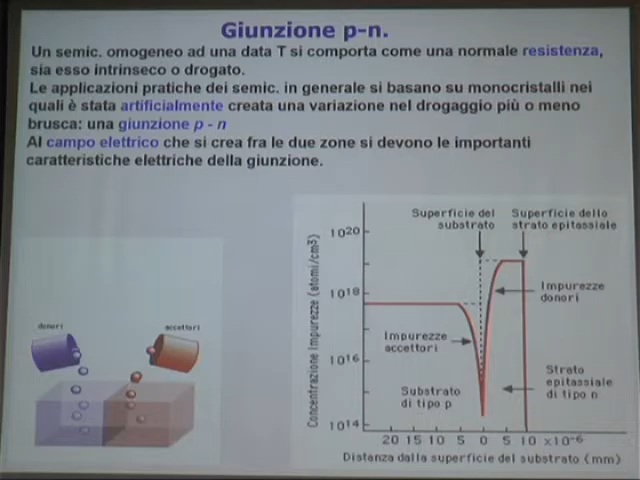 Giunzione p-n.
Un semic. omogeneo ad una data T si comporta come una normale resistenza,
sia esso intrinseco o drogato.
Le applicazioni pratiche dei semic. in generale si basano su monocristalli nei
quali è stata artificialmente creata una variazione nel drogaggio più o meno
brusca: una giunzione p - n
Al campo elettrico che si crea fra le due zone si devono le importanti
caratteristiche elettriche della giunzione.
donori
accettori
Concentrazione Impurezze (atomi/cm3)
Superficie del
substrato
Superficie dello
strato epitassiale
1020
1018
1016
1014
Impurezze
donori
Impurezze
accettori
Substrato
di tipo p
Strato
epitassiale
di tipo n
20 15 10 5 0 5 10 x10-6
Distanza dalla superficie del substrato (mm)